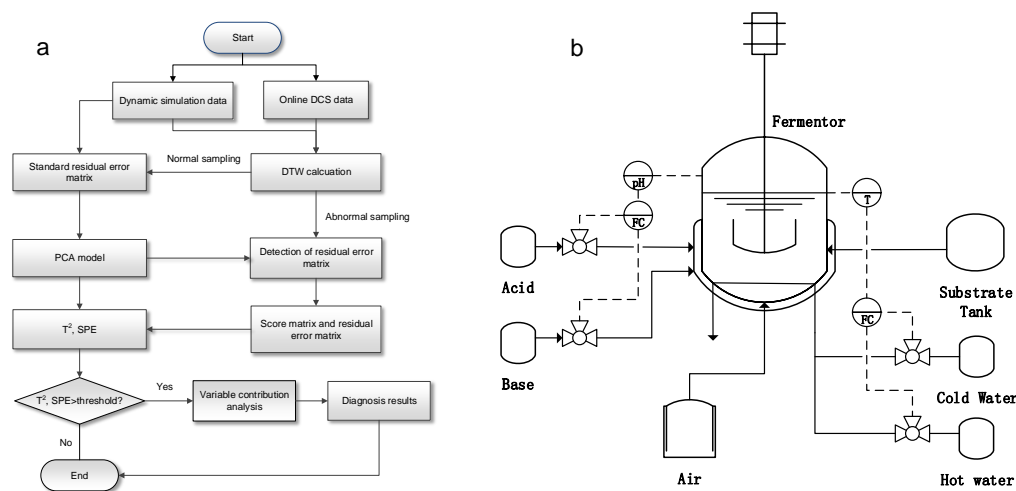 a
Start
Dynamic simulation data
Online DCS data
Standard residual error
matrix
Normal sampling
DTW calcuation
Abnormal sampling
PCA model
Detection of residual error
matrix
T², SPE
Score matrix and residual
error matrix
T², SPE>threshold?
Yes
Variable contribution
analysis
Diagnosis results
No
End
b
Fermentor
pH
T
FC
Acid
Substrate
Tank
FC
Base
Cold Water
Air
Hot water